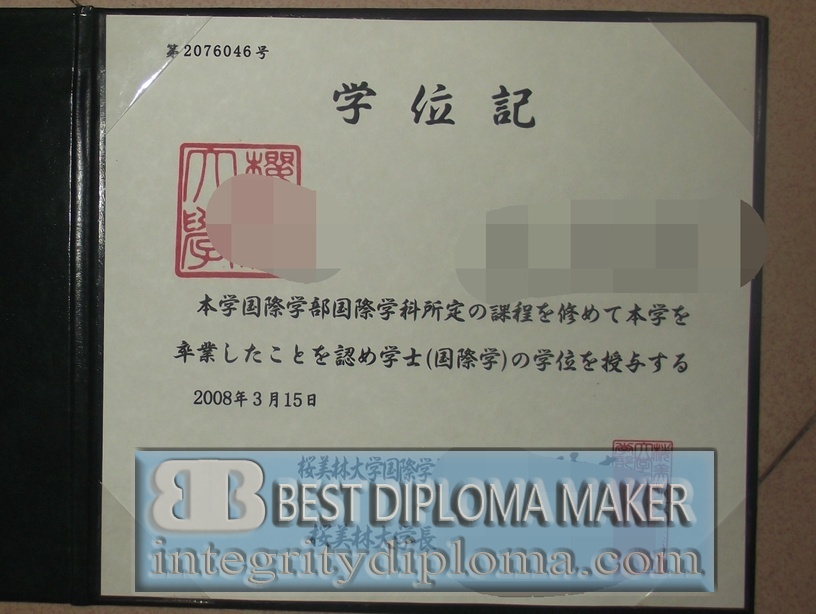 第2076046号
学位記
本学国際学部国際学科所定の課程を修めて本学を
卒業したことを認め学士(国際学)の学位を授与する
2008年3月15日
桜美林大学国際学
BEST DIPLOMA MAKER
桜美林大学長
integritydiploma.com